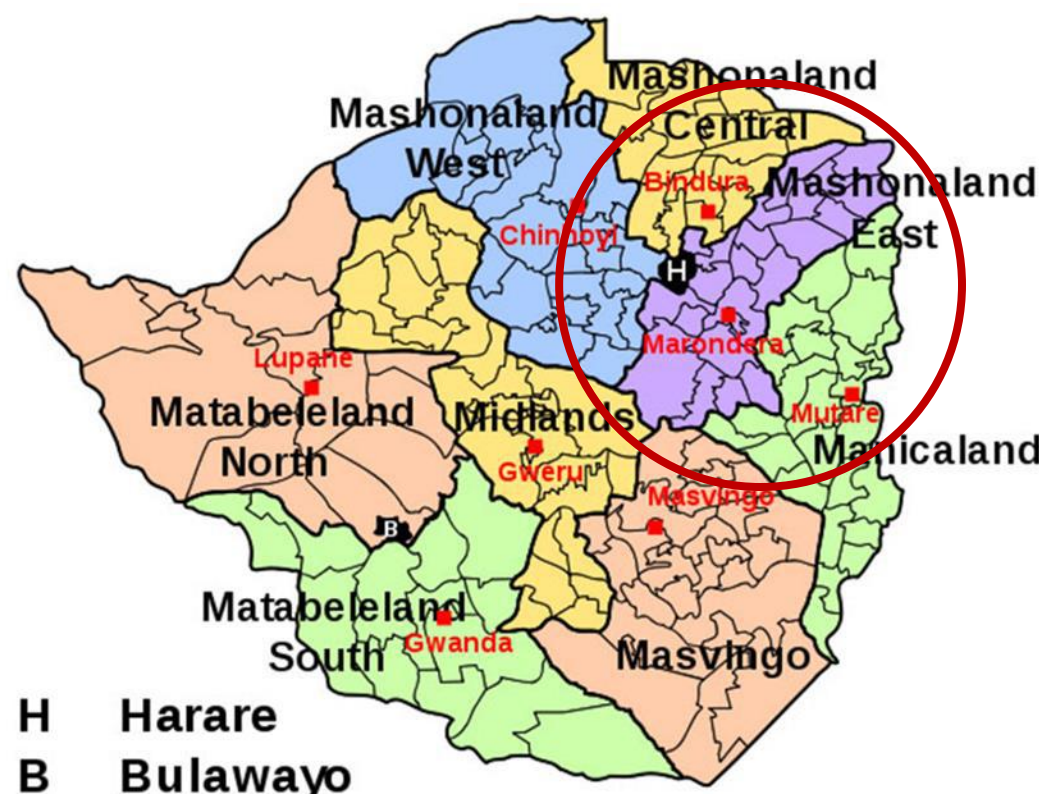 Mashonaland
Central
Mashonaland
West
Bindura
Mashonaland
East
Chinhoyi
H
Marondera
Lupane
Matabeleland
North
Midlands
Gweru
Mutare
Manicaland
Masvingo
B
Matabeleland
South
Gwanda
Masvingo
H Harare
B Bulawayo